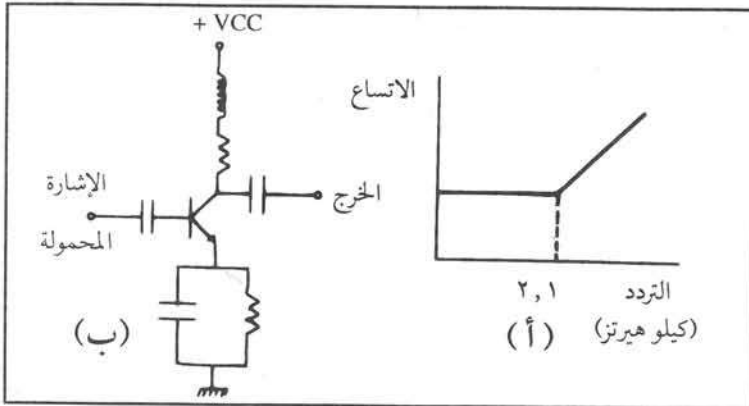 + VCC
الاتساع
الإشارة
المحمولة
الخرج
٢,١
التردد
(كيلو هيرتز)
(أ)
(ب)